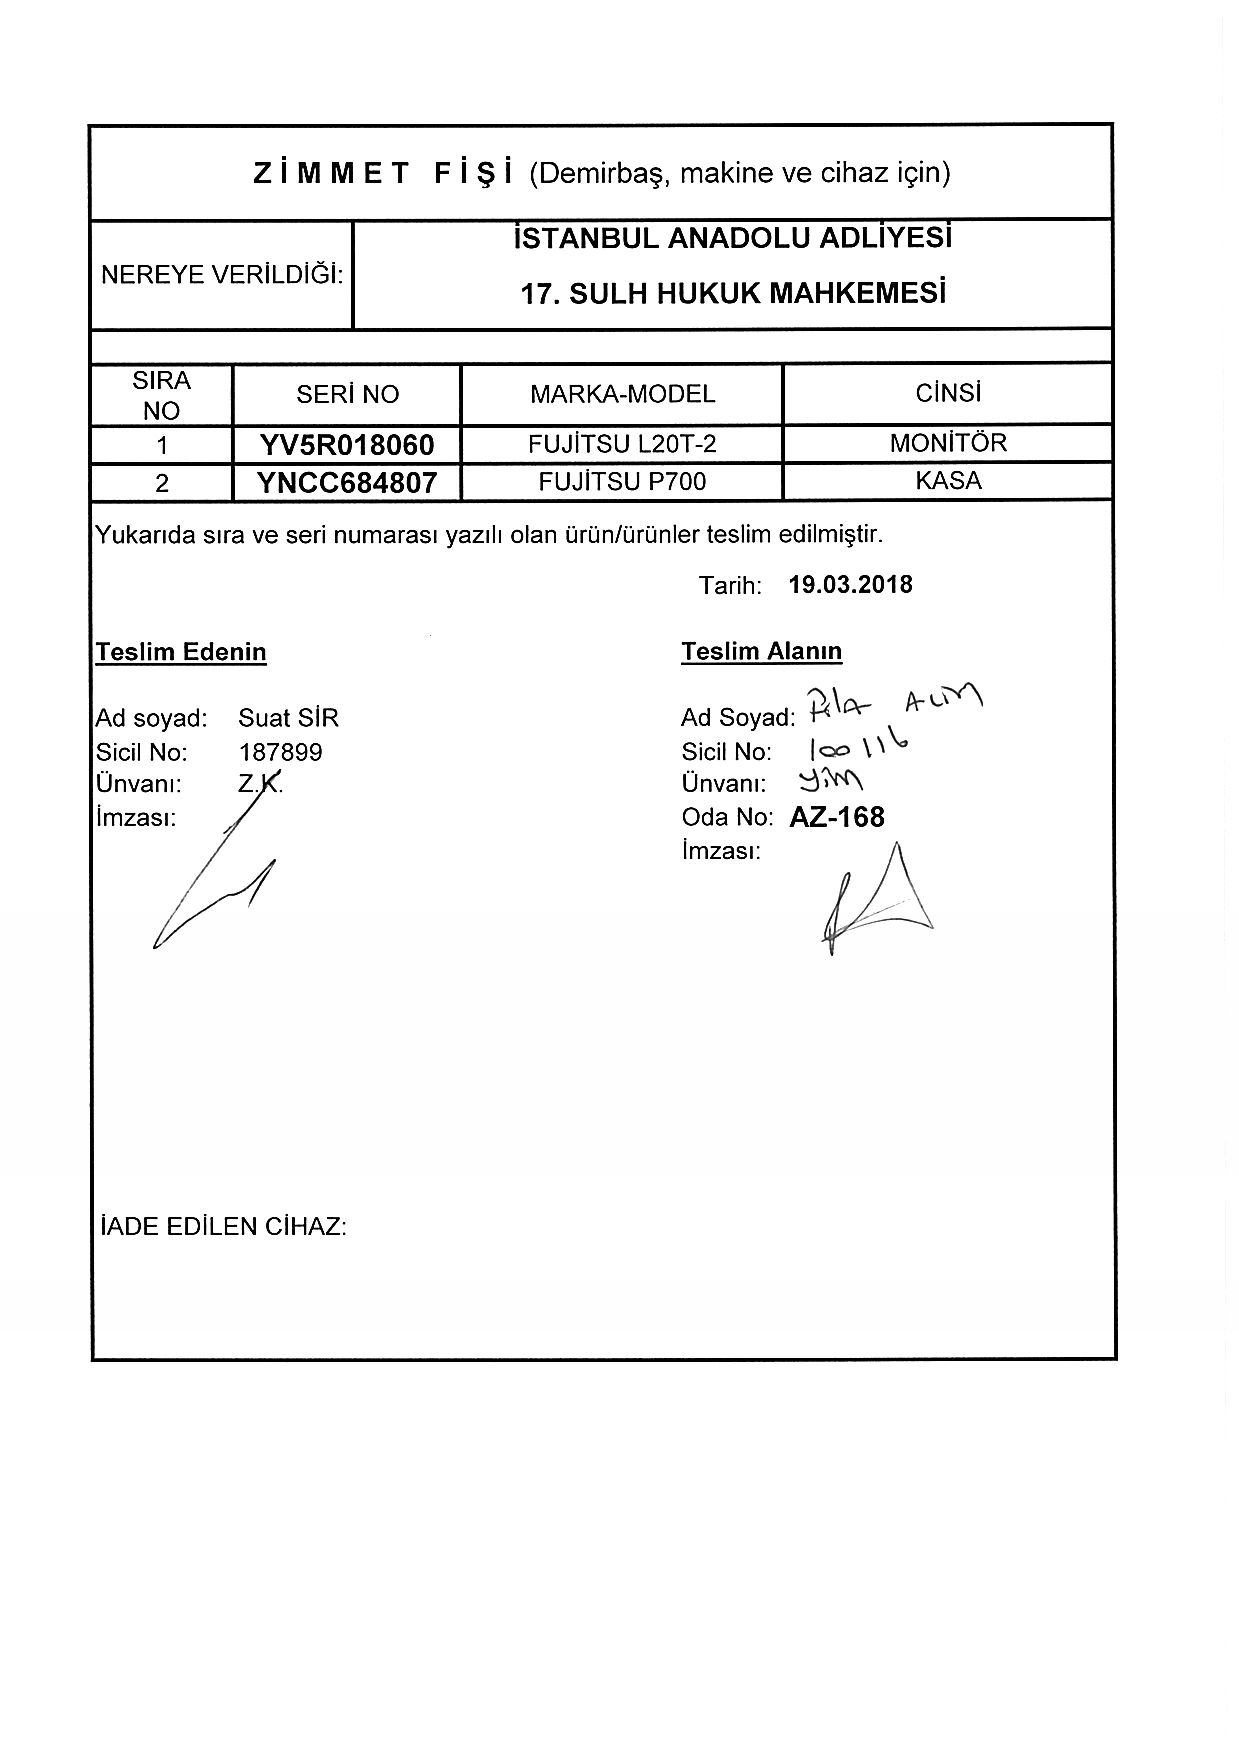 ZİMMET FİŞİ (Demirbaş, makine ve cihaz için)
NEREYE VERİLDİĞİ:
İSTANBUL ANADOLU ADLİYESİ
17. SULH HUKUK MAHKEMESİ
SIRA NO SERİ NO MARKA-MODEL CİNSİ
1 YV5R018060 FUJİTSU L20T-2 MONİTÖR
2 YNCC684807 FUJİTSU P700 KASA
Yukarıda sıra ve seri numarası yazılı olan ürün/ürünler teslim edilmiştir.
Tarih: 19.03.2018
Teslim Edenin
Ad soyad: Suat SİR
Sicil No: 187899
Ünvanı: Z.K.
İmzası:
Teslim Alanın
Ad Soyad:
Sicil No: 100116
Ünvanı: yim
Oda No: AZ-168
İmzası:
İADE EDİLEN CİHAZ: